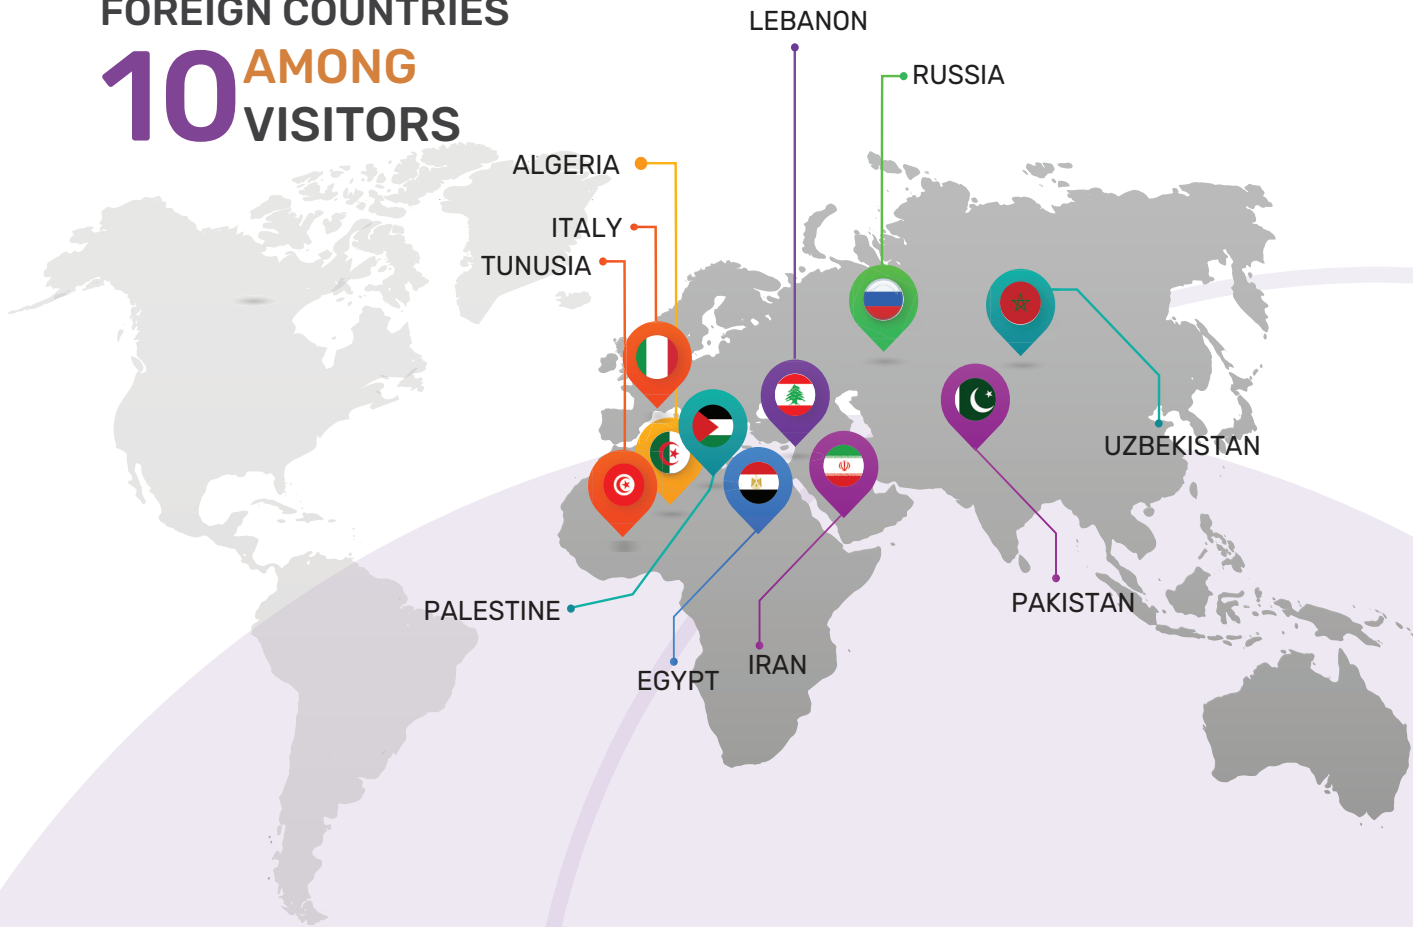 FOREIGN COUNTRIES
10 AMONG
VISITORS
LEBANON
RUSSIA
ALGERIA
ITALY
TUNUSIA
UZBEKISTAN
PALESTINE
PAKISTAN
EGYPT
IRAN